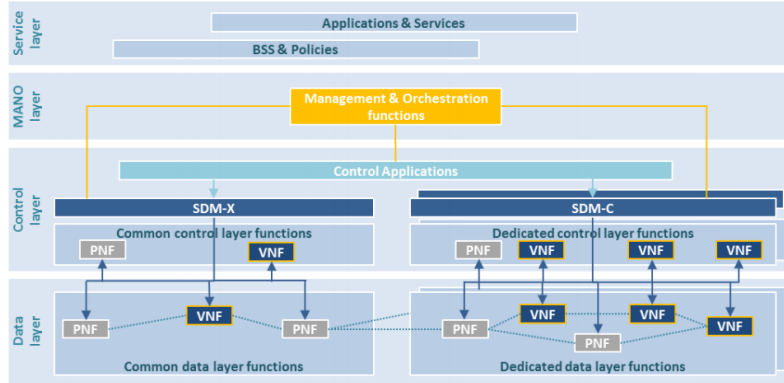 Service
layer
Applications & Services
BSS & Policies
MANO
layer
Management & Orchestration
functions
Control
layer
Control Applications
SDM-X
SDM-C
Common control layer functions
Dedicated control layer functions
PNF
VNF
PNF
VNF
VNF
VNF
Data
layer
PNF
VNF
PNF
PNF
VNF
PNF
VNF
VNF
Common data layer functions
Dedicated data layer functions